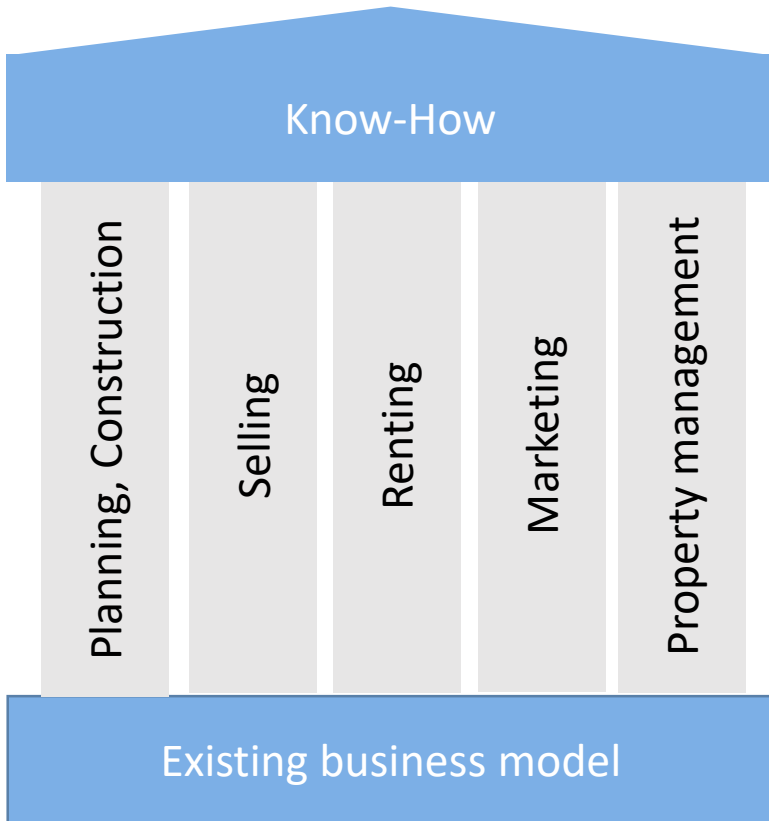 Know-How
Planning, Construction
Selling
Renting
Marketing
Property management
Existing business model